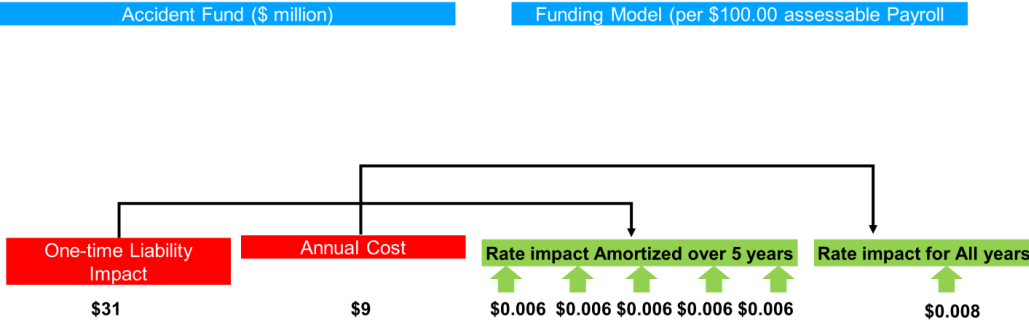 Accident Fund ($ million)
Funding Model (per $100.00 assessable Payroll
One-time Liability
Impact
Annual Cost
Rate impact Amortized over 5 years
Rate impact for All years
$31
$9
$0.006 $0.006 $0.006 $0.006 $0.006
$0.008